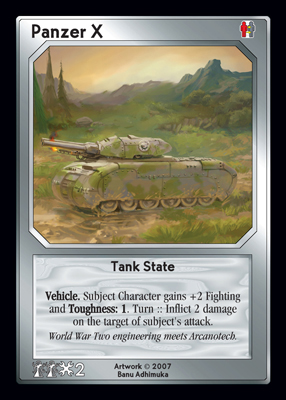 Panzer X
Tank State
Vehicle. Subject Character gains +2 Fighting
and Toughness: 1. Turn :: Inflict 2 damage
on the target of subject's attack.
World War Two engineering meets Arcanotech.
2
Artwork © 2007
Banu Adhimuka